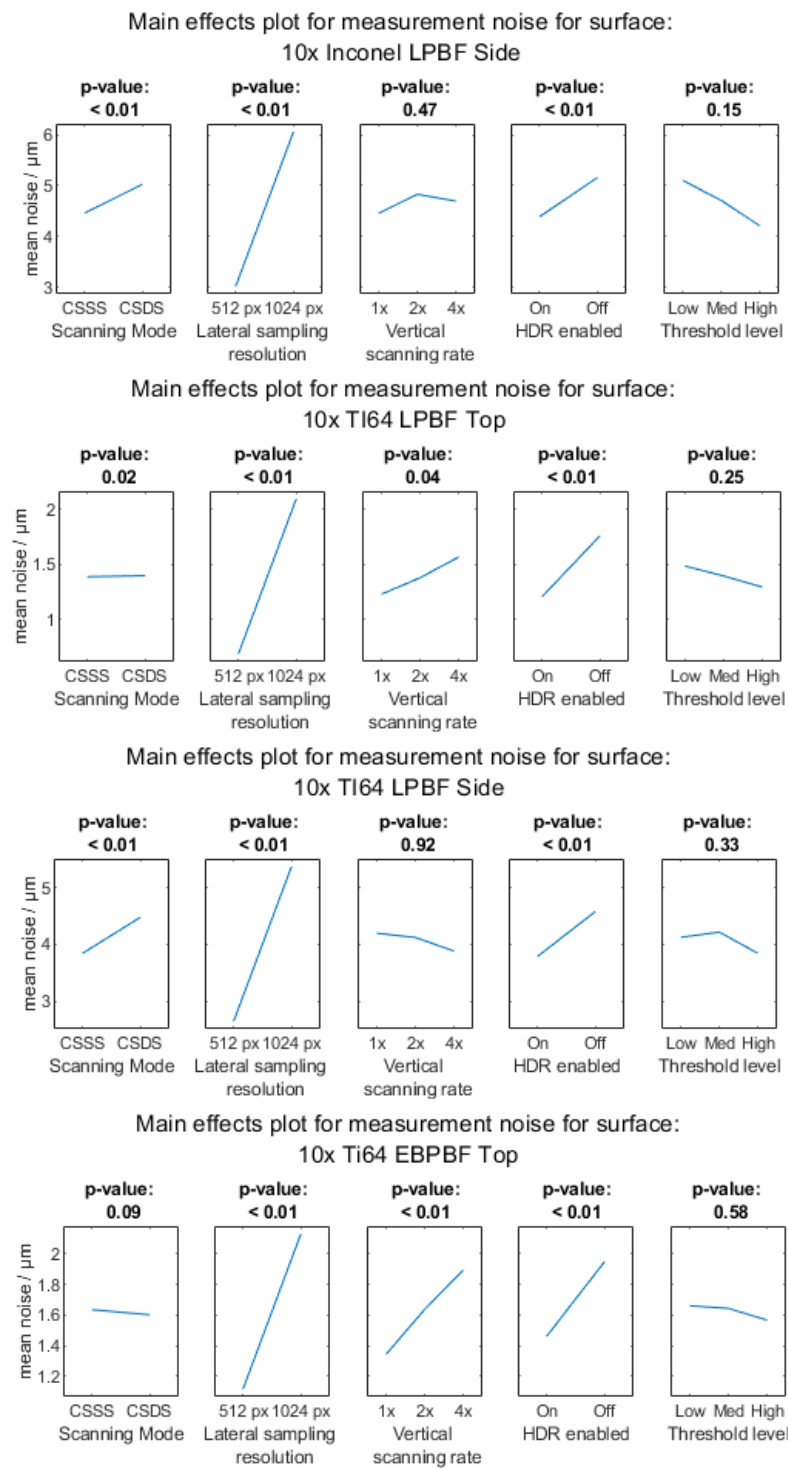 Main effects plot for measurement noise for surface:
10x Inconel LPBF Side
p-value: p-value: p-value: p-value: p-value:
< 0.01 < 0.01 0.47 < 0.01 0.15
mean noise / µm
6
5
4
3
CSSS CSDS 512 px 1024 px 1x 2x 4x On Off Low Med High
Scanning Mode Lateral sampling Vertical HDR enabled Threshold level
resolution scanning rate
Main effects plot for measurement noise for surface:
10x TI64 LPBF Top
p-value: p-value: p-value: p-value: p-value:
0.02 < 0.01 0.04 < 0.01 0.25
mean noise / µm
2
1.5
1
CSSS CSDS 512 px 1024 px 1x 2x 4x On Off Low Med High
Scanning Mode Lateral sampling Vertical HDR enabled Threshold level
resolution scanning rate
Main effects plot for measurement noise for surface:
10x TI64 LPBF Side
p-value: p-value: p-value: p-value: p-value:
< 0.01 < 0.01 0.92 < 0.01 0.33
mean noise / µm
5
4
3
CSSS CSDS 512 px 1024 px 1x 2x 4x On Off Low Med High
Scanning Mode Lateral sampling Vertical HDR enabled Threshold level
resolution scanning rate
Main effects plot for measurement noise for surface:
10x Ti64 EBPBF Top
p-value: p-value: p-value: p-value: p-value:
0.09 < 0.01 < 0.01 < 0.01 0.58
mean noise / µm
2
1.8
1.6
1.4
1.2
CSSS CSDS 512 px 1024 px 1x 2x 4x On Off Low Med High
Scanning Mode Lateral sampling Vertical HDR enabled Threshold level
resolution scanning rate